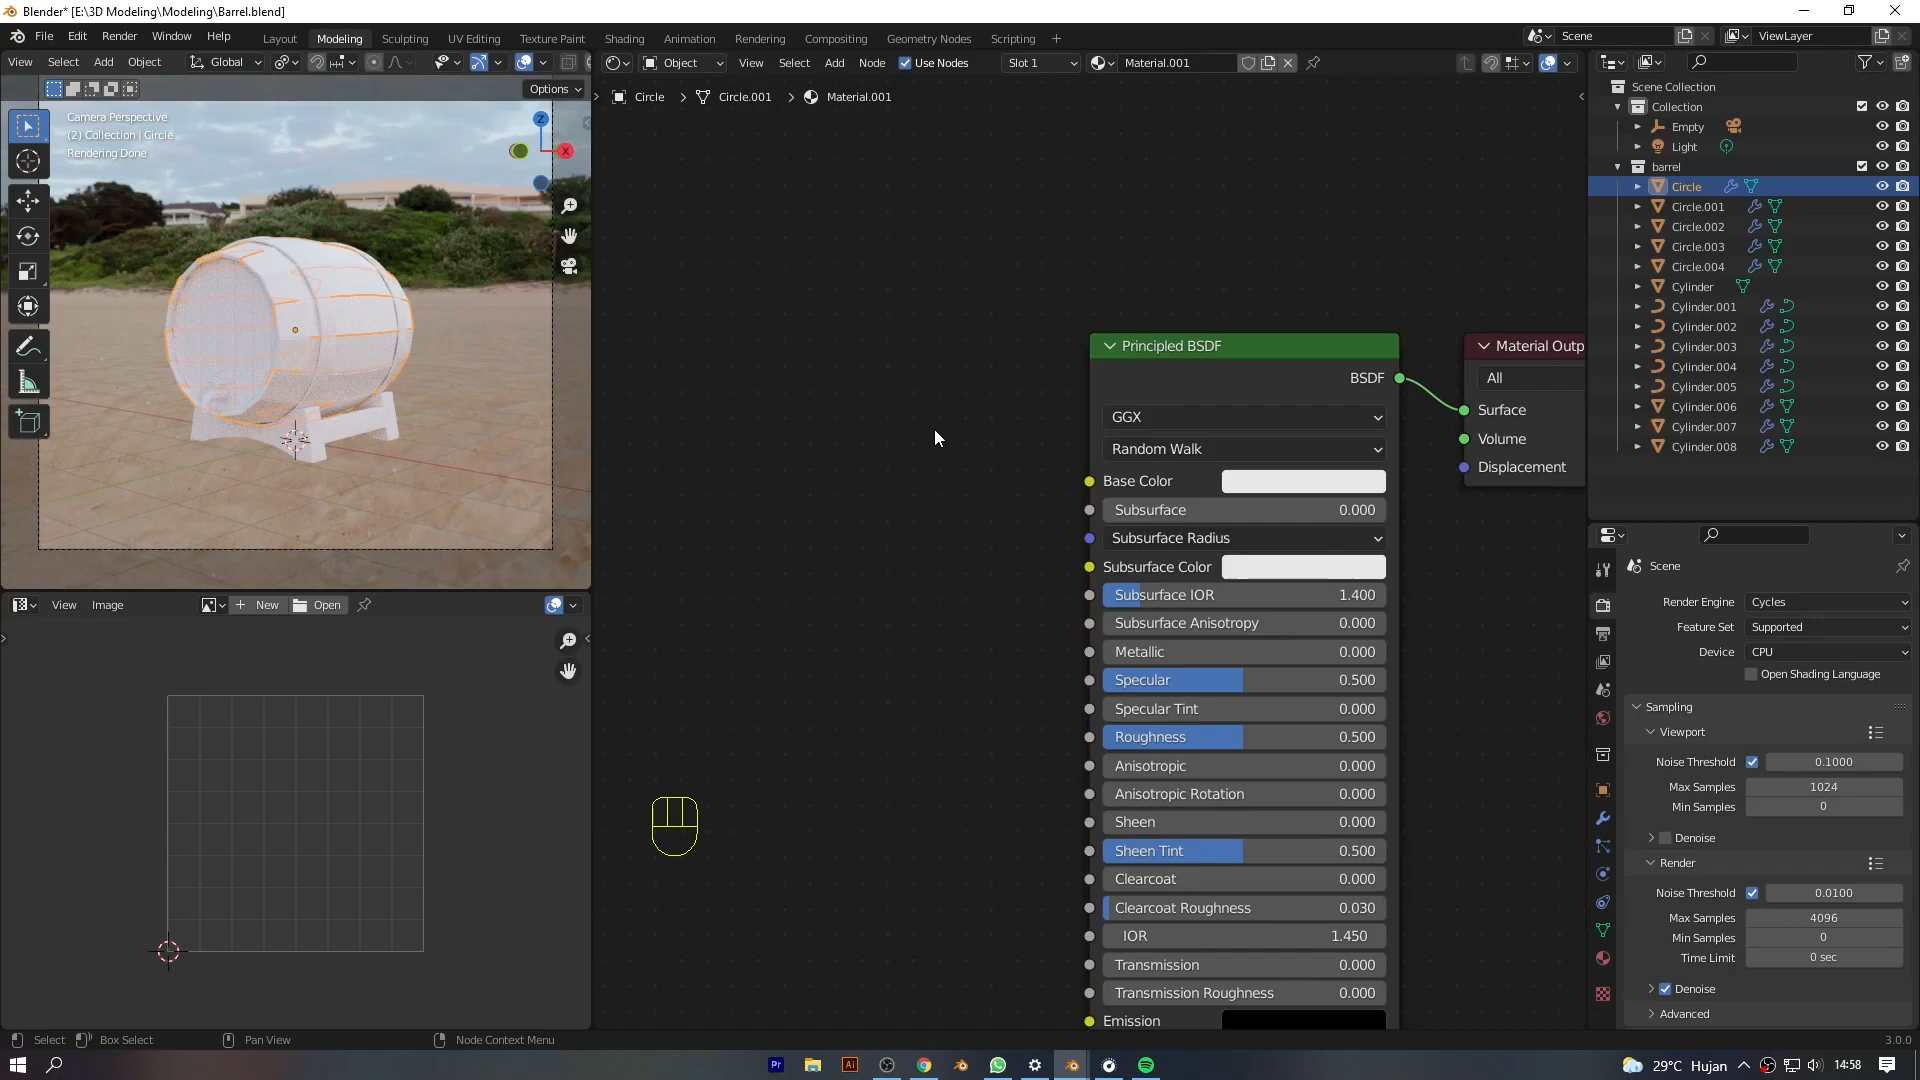 Blender* [E:\3D Modeling\Modeling\Barrel.blend]
File Edit Render Window Help Layout Modeling Sculpting UV Editing Texture Paint Shading Animation Rendering Compositing Geometry Nodes Scripting + Scene ViewLayer
View Select Add Object Global Object View Select Add Node Use Nodes Slot 1 Material.001
Options
Circle > Circle.001 > Material.001
Camera Perspective
(2) Collection | Circle
Rendering Done
Z
X
Scene Collection
Collection
Empty
Light
barrel
Circle
Circle.001
Circle.002
Circle.003
Circle.004
Cylinder
Cylinder.001
Cylinder.002
Cylinder.003
Cylinder.004
Cylinder.005
Cylinder.006
Cylinder.007
Cylinder.008
Principled BSDF
BSDF
GGX
Random Walk
Base Color
Subsurface 0.000
Subsurface Radius
Subsurface Color
Subsurface IOR 1.400
Subsurface Anisotropy 0.000
Metallic 0.000
Specular 0.500
Specular Tint 0.000
Roughness 0.500
Anisotropic 0.000
Anisotropic Rotation 0.000
Sheen 0.000
Sheen Tint 0.500
Clearcoat 0.000
Clearcoat Roughness 0.030
IOR 1.450
Transmission 0.000
Transmission Roughness 0.000
Emission
Material Outp
All
Surface
Volume
Displacement
View Image + New Open
Scene
Render Engine Cycles
Feature Set Supported
Device CPU
Open Shading Language
Sampling
Viewport
Noise Threshold 0.1000
Max Samples 1024
Min Samples 0
Denoise
Render
Noise Threshold 0.0100
Max Samples 4096
Min Samples 0
Time Limit 0 sec
Denoise
Advanced
Select Box Select Pan View Node Context Menu 3.0.0
Pr Ai 29°C Hujan 14:58